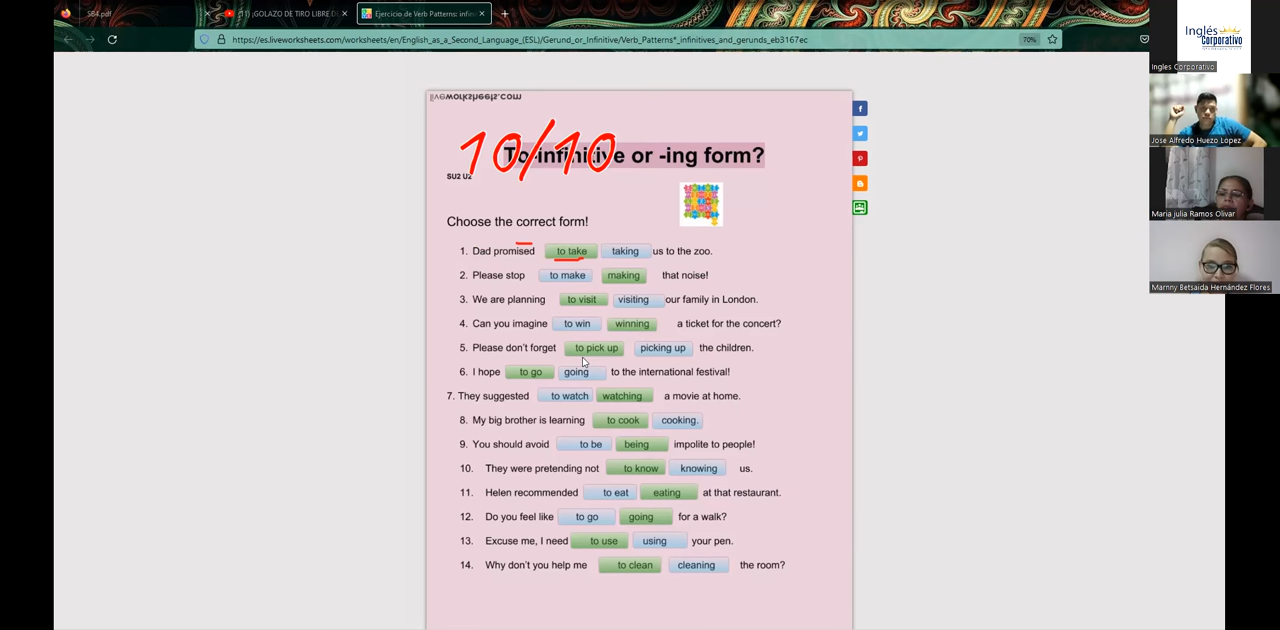 SB4.pdf
(11) ¡GOLAZO DE TIRO LIBRE D
Ejercicio de Verb Patterns: infin
https://es.liveworksheets.com/worksheets/en/English_as_a_Second_Language_(ESL)/Gerund_or_Infinitive/Verb_Patterns*_infinitives_and_gerunds_eb3167ec
70%
liveworksheets.com
10/10
To-infinitive or -ing form?
SU2 U2
Choose the correct form!
1. Dad promised to take taking us to the zoo.
2. Please stop to make making that noise!
3. We are planning to visit visiting our family in London.
4. Can you imagine to win winning a ticket for the concert?
5. Please don't forget to pick up picking up the children.
6. I hope to go going to the international festival!
7. They suggested to watch watching a movie at home.
8. My big brother is learning to cook cooking.
9. You should avoid to be being impolite to people!
10. They were pretending not to know knowing us.
11. Helen recommended to eat eating at that restaurant.
12. Do you feel like to go going for a walk?
13. Excuse me, I need to use using your pen.
14. Why don't you help me to clean cleaning the room?
Inglés
Corporativo
Ingles Corporativo
Jose Alfredo Huezo Lopez
Maria julia Ramos Olivar
Marnny Betsaida Hernández Flores